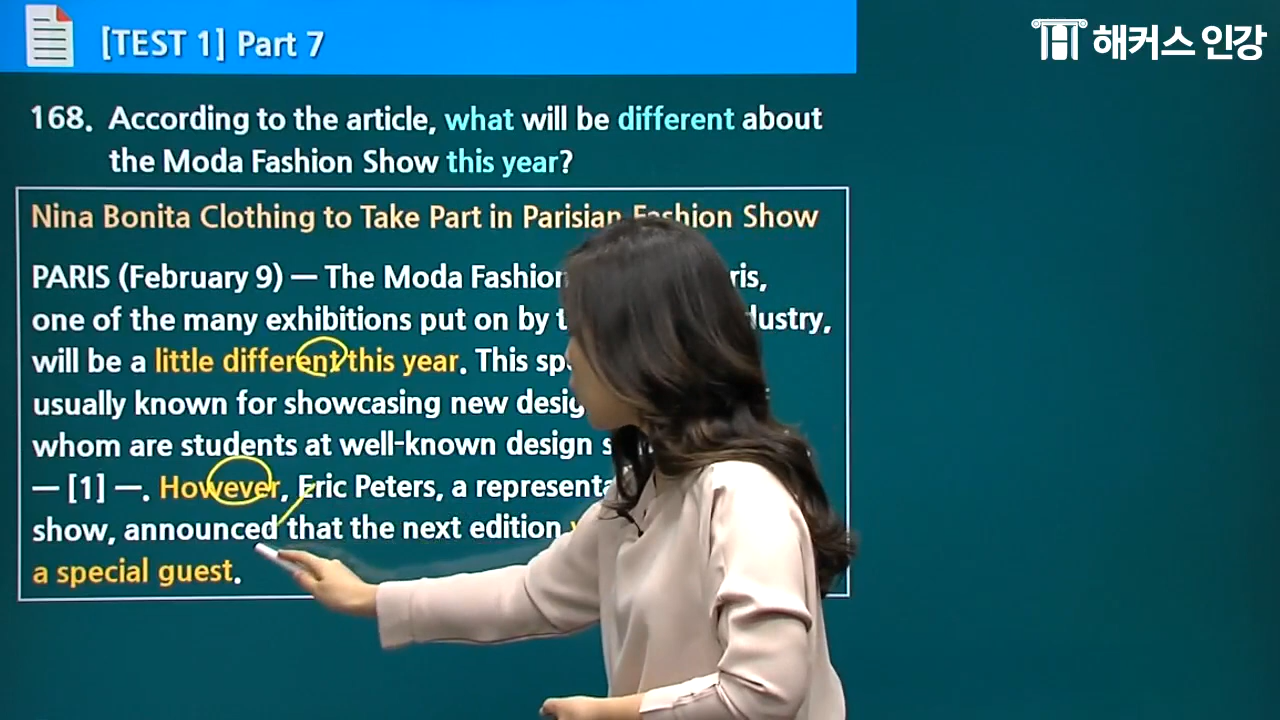 [TEST 1] Part 7
해커스 인강
168. According to the article, what will be different about
the Moda Fashion Show this year?
Nina Bonita Clothing to Take Part in Parisian Fashion Show
PARIS (February 9) — The Moda Fashion
one of the many exhibitions put on by
will be a little different this year. This
usually known for showcasing new
whom are students at well-known design
— [1] —. However, Eric Peters, a
show, announced that the next edition
a special guest.